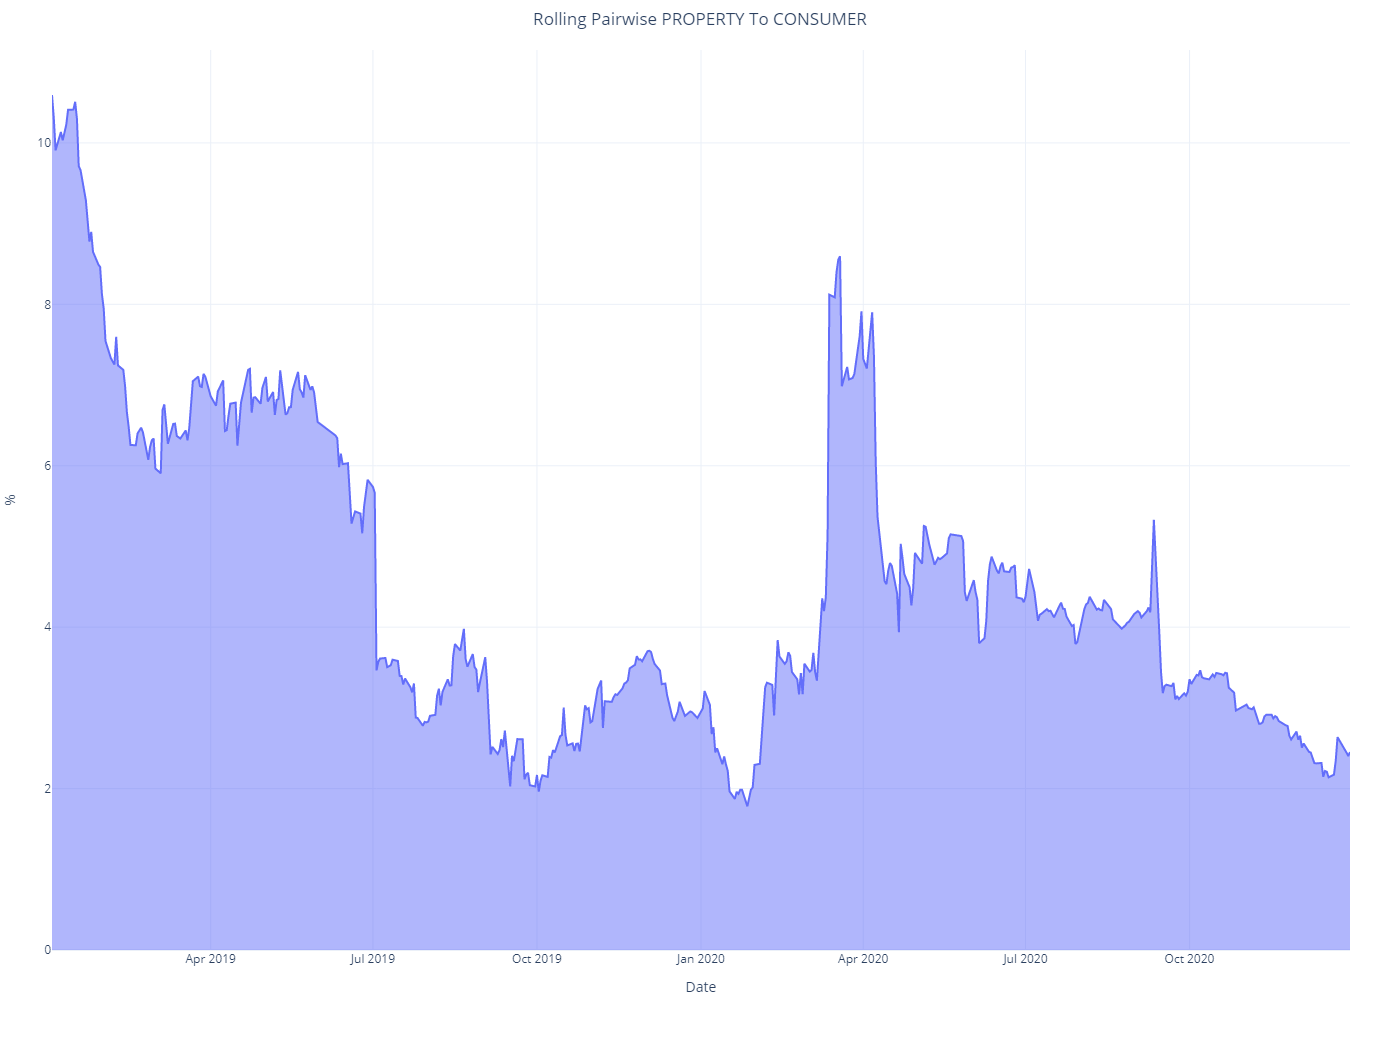 Rolling Pairwise PROPERTY To CONSUMER
10
8
6
4
2
0
%
Apr 2019
Jul 2019
Oct 2019
Jan 2020
Apr 2020
Jul 2020
Oct 2020
Date